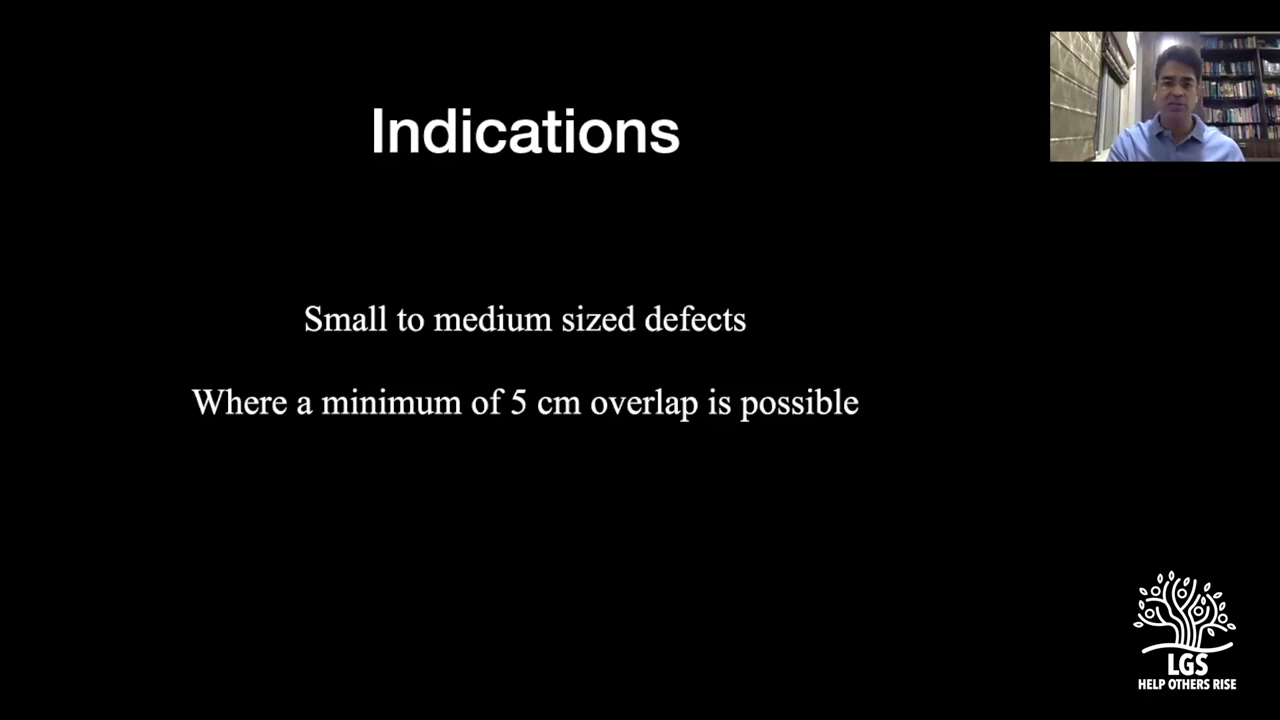 Indications
Small to medium sized defects
Where a minimum of 5 cm overlap is possible
LGS
HELP OTHERS RISE